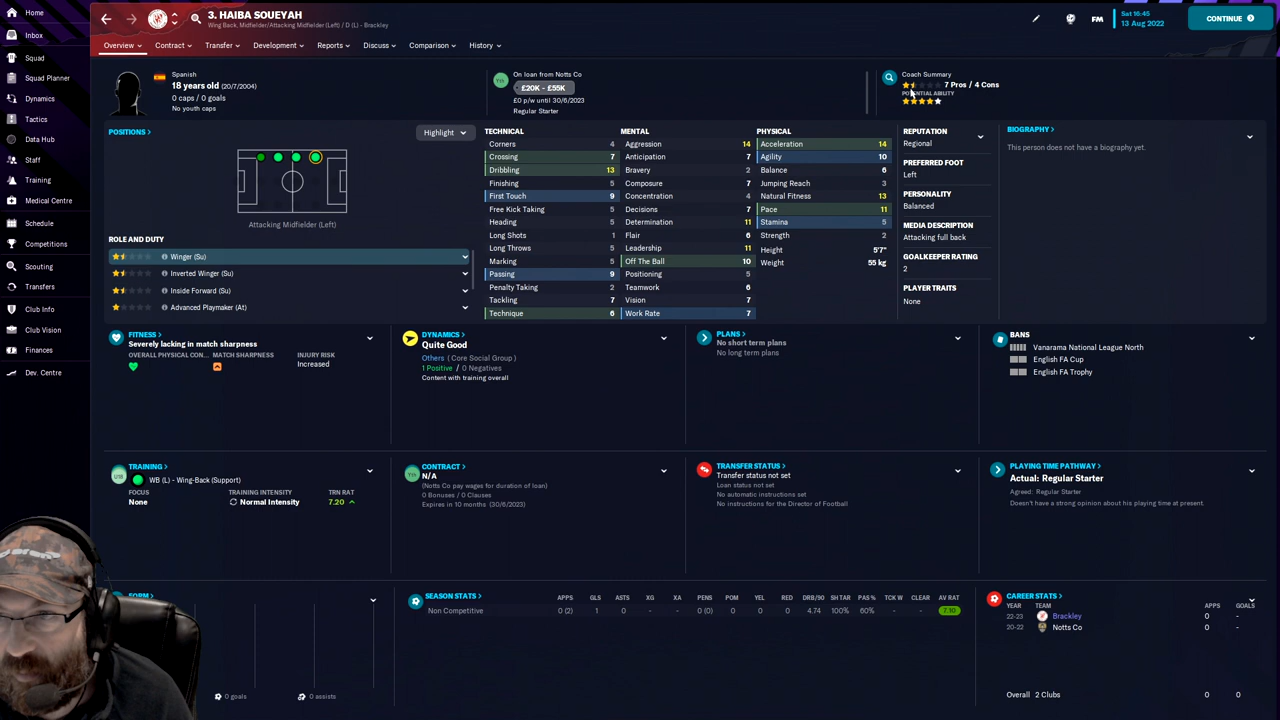 Home
Inbox
Squad
Squad Planner
Dynamics
Tactics
Data Hub
Staff
Training
Medical Centre
Schedule
Competitions
Scouting
Transfers
Club Info
Club Vision
Finances
Dev. Centre
3. HAIBA SOUEYAH
Wing Back, Midfielder/Attacking Midfielder (Left) / D (L) - Brackley
FM
Sat 16:45
13 Aug 2022
CONTINUE
Overview
Contract
Transfer
Development
Reports
Discuss
Comparison
History
Spanish
18 years old (20/7/2004)
0 caps / 0 goals
No youth caps
On loan from Notts Co
£20K - £55K
£0 p/w until 30/6/2023
Regular Starter
Coach Summary
7 Pros / 4 Cons
POTENTIAL ABILITY
POSITIONS
Highlight
Attacking Midfielder (Left)
ROLE AND DUTY
Winger (Su)
Inverted Winger (Su)
Inside Forward (Su)
Advanced Playmaker (At)
TECHNICAL
Corners 4
Crossing 7
Dribbling 13
Finishing 5
First Touch 9
Free Kick Taking 5
Heading 5
Long Shots 1
Long Throws 5
Marking 5
Passing 9
Penalty Taking 2
Tackling 7
Technique 6
MENTAL
Aggression 14
Anticipation 7
Bravery 2
Composure 7
Concentration 4
Decisions 7
Determination 11
Flair 6
Leadership 11
Off The Ball 10
Positioning 5
Teamwork 6
Vision 7
Work Rate 7
PHYSICAL
Acceleration 14
Agility 10
Balance 6
Jumping Reach 3
Natural Fitness 13
Pace 11
Stamina 5
Strength 2
Height 5'7"
Weight 55 kg
REPUTATION
Regional
PREFERRED FOOT
Left
PERSONALITY
Balanced
MEDIA DESCRIPTION
Attacking full back
GOALKEEPER RATING
2
PLAYER TRAITS
None
BIOGRAPHY
This person does not have a biography yet.
FITNESS
Severely lacking in match sharpness
OVERALL PHYSICAL CON... MATCH SHARPNESS INJURY RISK
Increased
DYNAMICS
Quite Good
Others ( Core Social Group )
1 Positive / 0 Negatives
Content with training overall
PLANS
No short term plans
No long term plans
BANS
Vanarama National League North
English FA Cup
English FA Trophy
TRAINING
WB (L) - Wing-Back (Support)
FOCUS TRAINING INTENSITY TRN RAT
None Normal Intensity 7.20
CONTRACT
N/A
(Notts Co pay wages for duration of loan)
0 Bonuses / 0 Clauses
Expires in 10 months (30/6/2023)
TRANSFER STATUS
Transfer status not set
Loan status not set
No automatic instructions set
No instructions for the Director of Football
PLAYING TIME PATHWAY
Actual: Regular Starter
Agreed: Regular Starter
Doesn't have a strong opinion about his playing time at present.
FORM
0 goals
0 assists
SEASON STATS
APPS GLS ASTS XG XA PENS POM YEL RED DRB/90 SH TAR PAS % TCK W CLEAR AV RAT
Non Competitive 0 (2) 1 0 - - 0 (0) 0 0 0 4.74 100% 60% - - 7.10
CAREER STATS
YEAR TEAM APPS GOALS
22-23 Brackley 0 -
20-22 Notts Co 0 -
Overall 2 Clubs 0 0